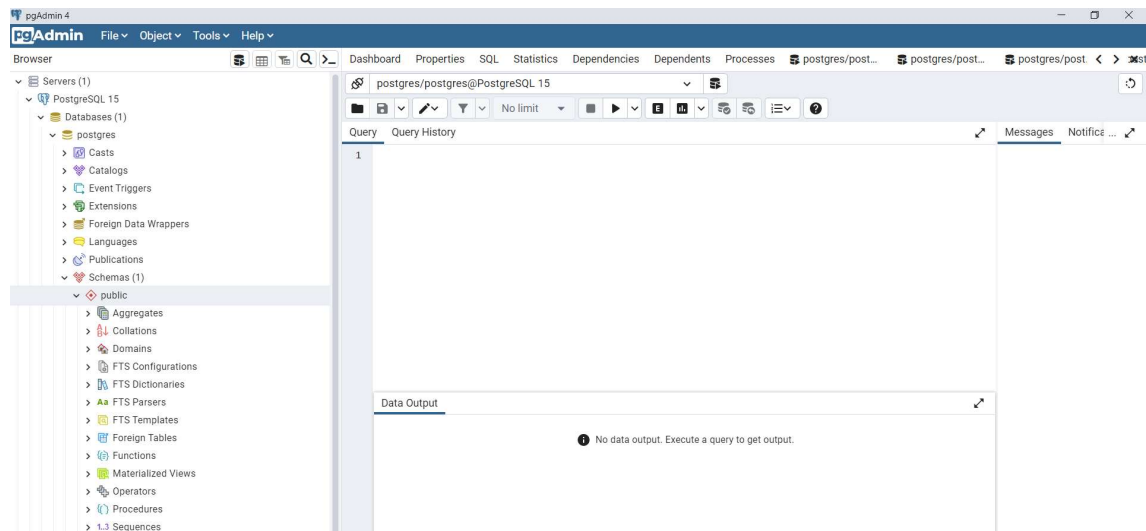 pgAdmin 4
pgAdmin File Object Tools Help
Browser
Dashboard Properties SQL Statistics Dependencies Dependents Processes postgres/post... postgres/post... postgres/post.
Servers (1)
PostgreSQL 15
Databases (1)
postgres
Casts
Catalogs
Event Triggers
Extensions
Foreign Data Wrappers
Languages
Publications
Schemas (1)
public
Aggregates
Collations
Domains
FTS Configurations
FTS Dictionaries
Aa FTS Parsers
FTS Templates
Foreign Tables
Functions
Materialized Views
Operators
Procedures
1..3 Sequences
postgres/postgres@PostgreSQL 15
No limit
E
Query Query History
1
Messages Notifica ...
Data Output
No data output. Execute a query to get output.